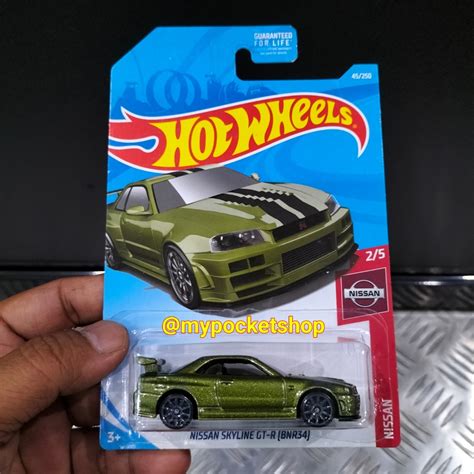 GUARANTEED
FOR LIFE
45/250
HOT WHEELS
2/5
NISSAN
@mypocketshop
3+
NISSAN SKYLINE GT-R (BNR34)
NISSAN